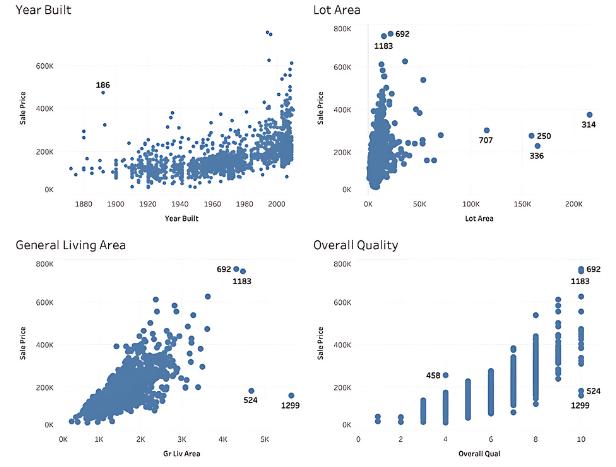 Year Built
Lot Area
Sale Price
600K
400K
200K
0K
186
1880
1900
1920
1940
1960
1980
2000
Year Built
Sale Price
800K
600K
400K
200K
0K
692
1183
707
250
336
314
0K
50K
100K
150K
200K
Lot Area
General Living Area
Overall Quality
Sale Price
800K
600K
400K
200K
0K
692
1183
524
1299
0K
1K
2K
3K
4K
5K
Gr Liv Area
Sale Price
800K
600K
400K
200K
0K
692
1183
458
524
1299
0
2
4
6
8
10
Overall Qual